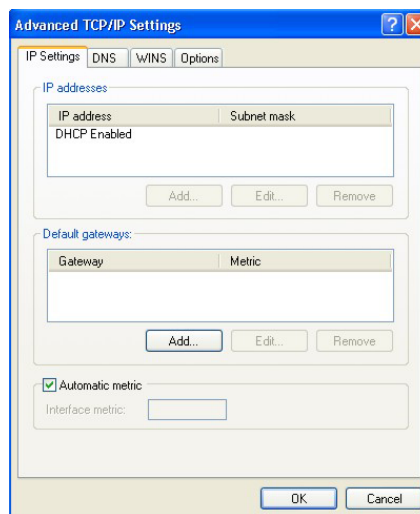 Advanced TCP/IP Settings
IP Settings DNS WINS Options
IP addresses
IP address Subnet mask
DHCP Enabled
Add... Edit... Remove
Default gateways:
Gateway Metric
Add... Edit... Remove
Automatic metric
Interface metric:
OK Cancel